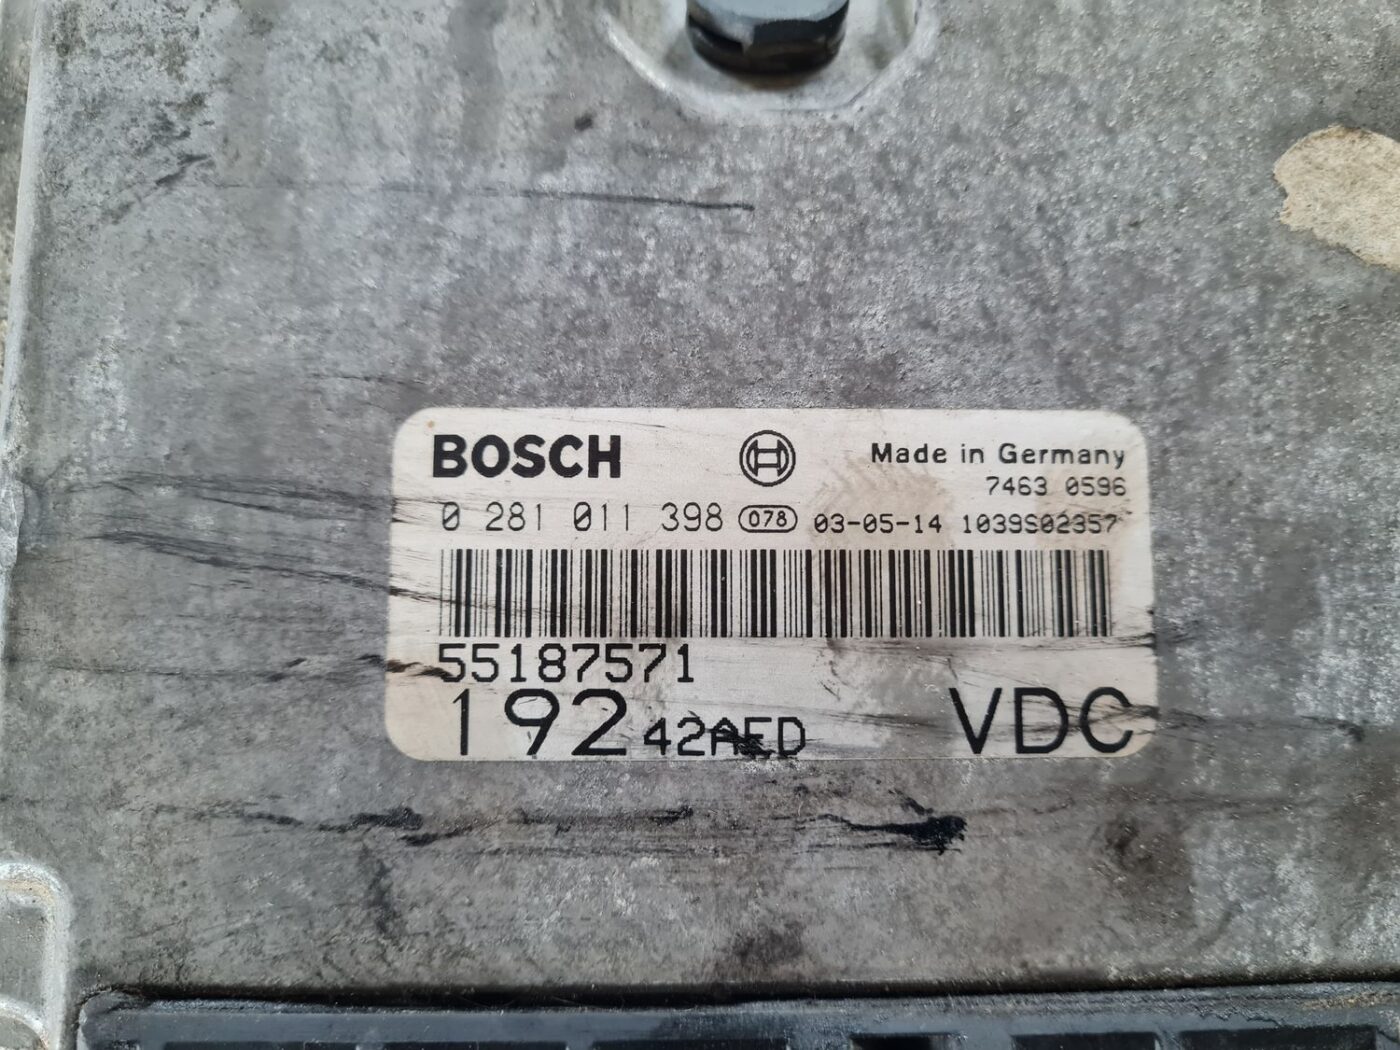 BOSCH Made in Germany
7463 0596
0 281 011 398 078 03-05-14 1039S02357
55187571
192 42AED VDC